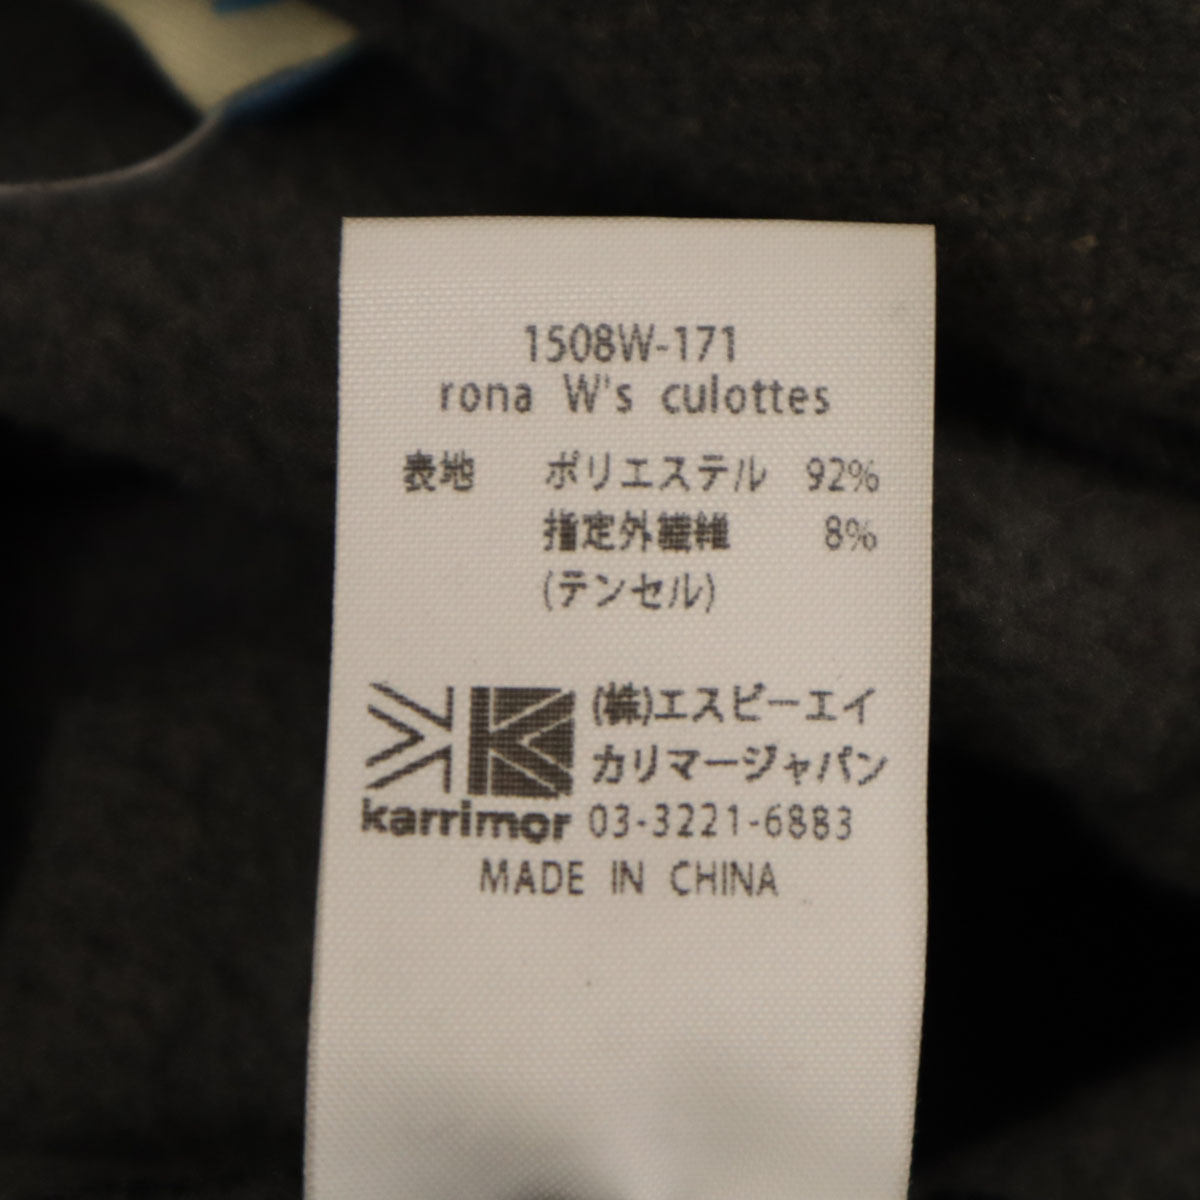 1508W-171
rona W's culottes
表地 ポリエステル 92%
指定外繊維 8%
(テンセル)
(株)エスピーエイ
カリマージャパン
karrimor 03-3221-6883
MADE IN CHINA